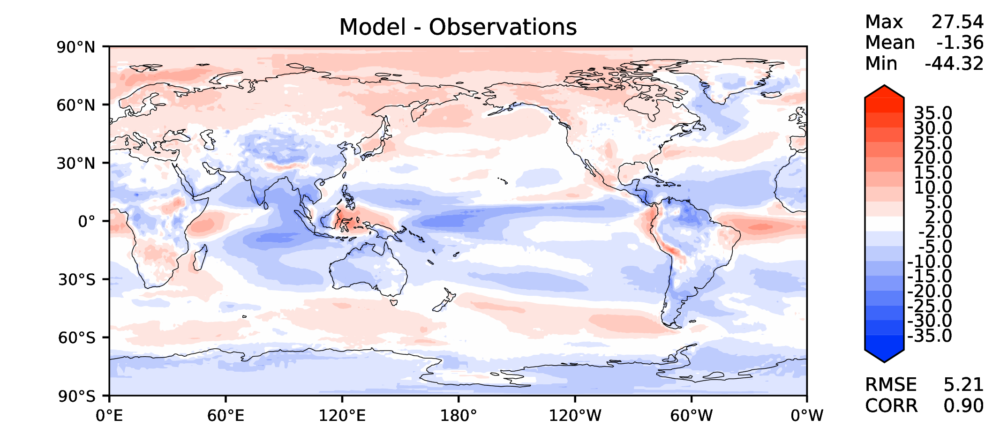 Model - Observations
Max 27.54
Mean -1.36
Min -44.32
90°N
60°N
30°N
0°
30°S
60°S
90°S
0°E 60°E 120°E 180° 120°W 60°W 0°W
35.0
30.0
25.0
20.0
15.0
10.0
5.0
2.0
-2.0
-5.0
-10.0
-15.0
-20.0
-25.0
-30.0
-35.0
RMSE 5.21
CORR 0.90